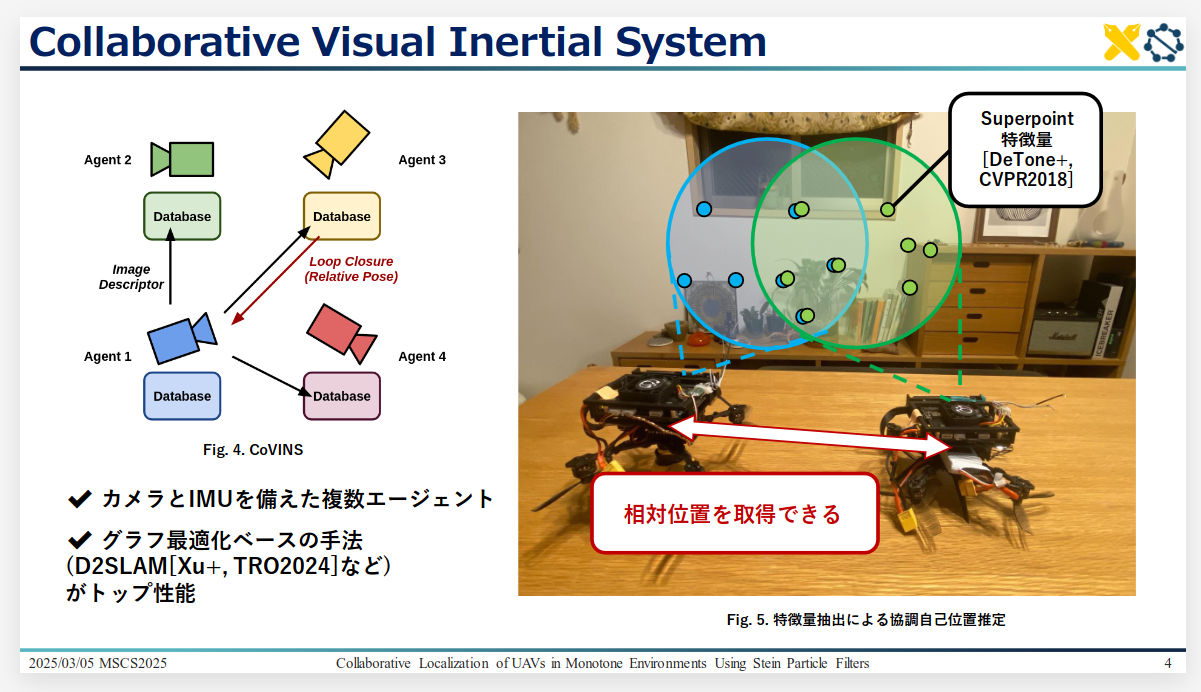 Collaborative Visual Inertial System
Agent 2
Agent 3
Database
Database
Image
Descriptor
Loop Closure
(Relative Pose)
Agent 1
Agent 4
Database
Database
Fig. 4. CoVINS
✔ カメラとIMUを備えた複数エージェント
✔ グラフ最適化ベースの手法
(D2SLAM[Xu+, TRO2024]など)
がトップ性能
Superpoint
特徴量
[DeTone+,
CVPR2018]
Marshall
ICEBREAKER
相対位置を取得できる
Fig. 5. 特徴量抽出による協調自己位置推定
2025/03/05 MSCS2025
Collaborative Localization of UAVs in Monotone Environments Using Stein Particle Filters
4